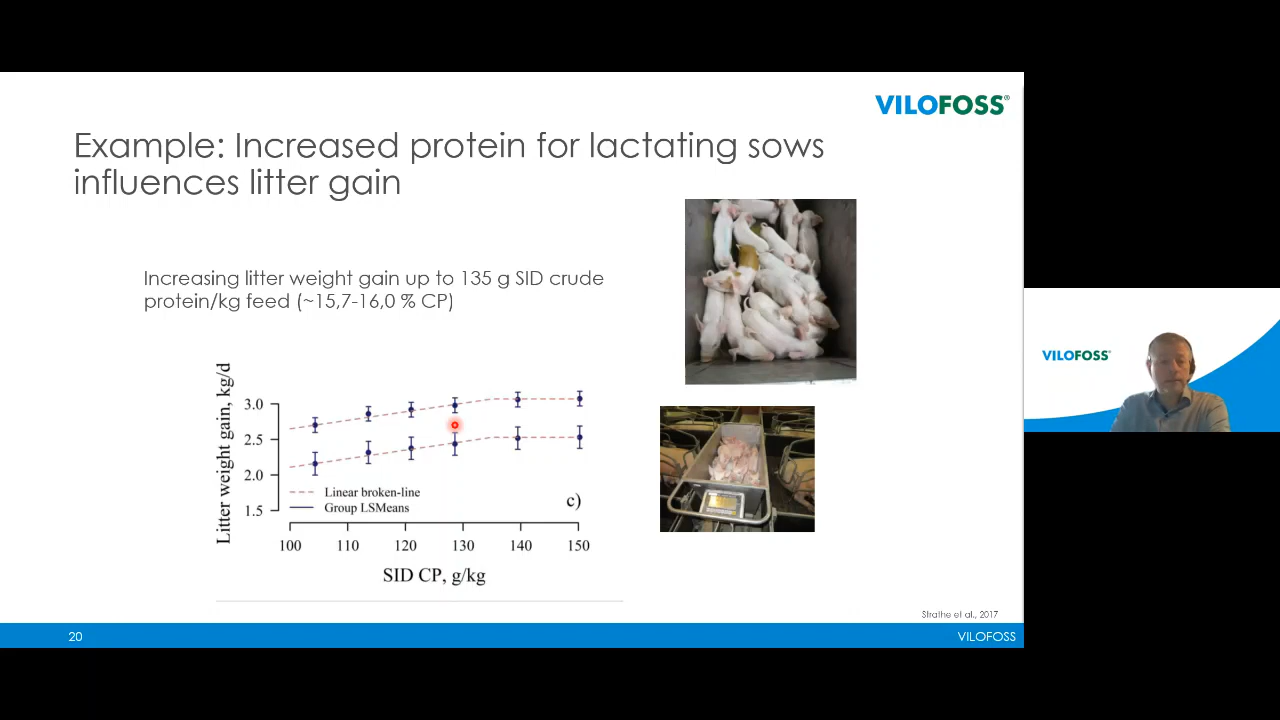 VILOFOSS®
Example: Increased protein for lactating sows
influences litter gain
Increasing litter weight gain up to 135 g SID crude
protein/kg feed (~15,7-16,0 % CP)
Litter weight gain, kg/d
3.0
2.5
2.0
1.5
Linear broken-line
Group LSMeans
c)
100 110 120 130 140 150
SID CP, g/kg
Strathe et al., 2017
20
VILOFOSS
VILOFOSS®